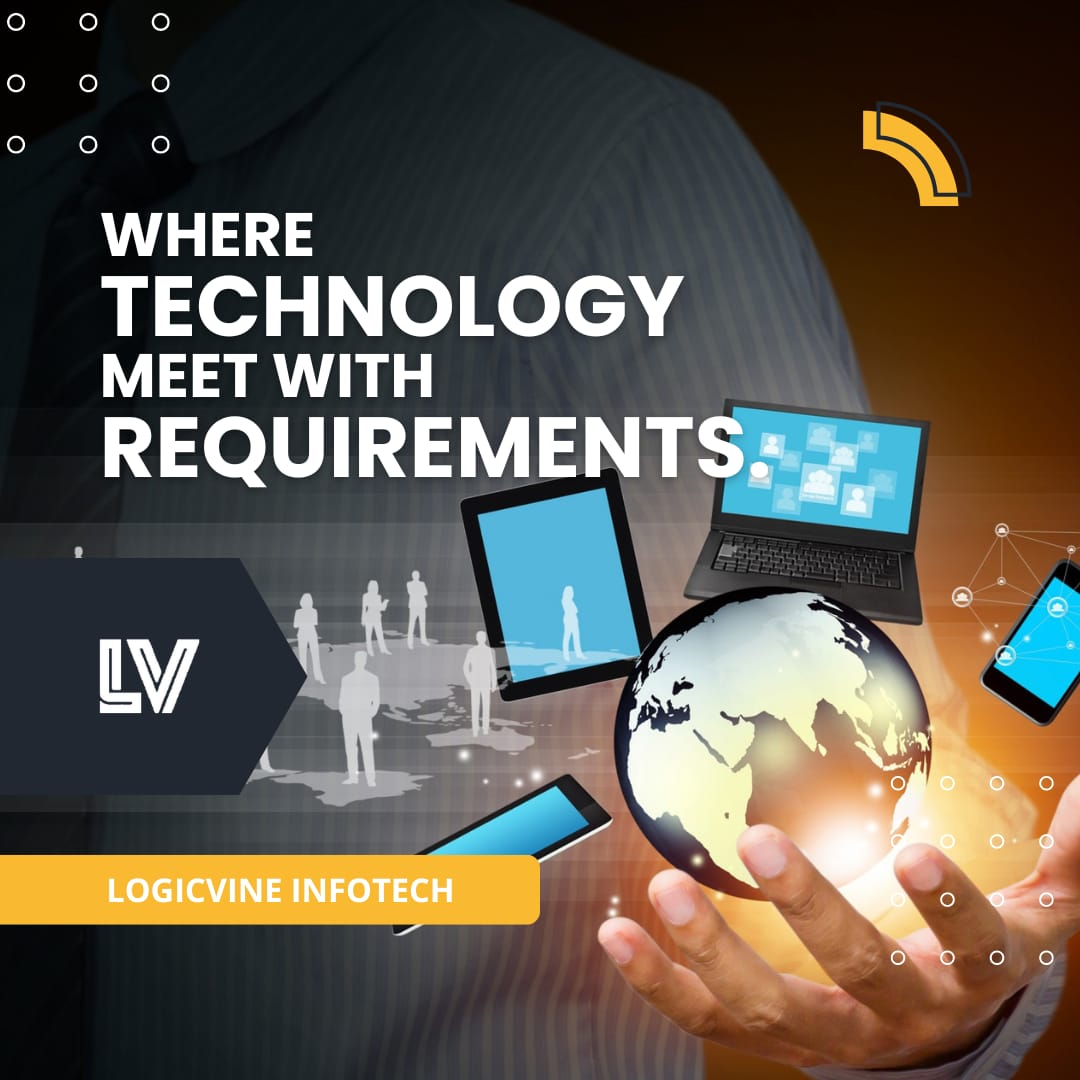 WHERE
TECHNOLOGY
MEET WITH
REQUIREMENTS.
LV
LOGICVINE INFOTECH